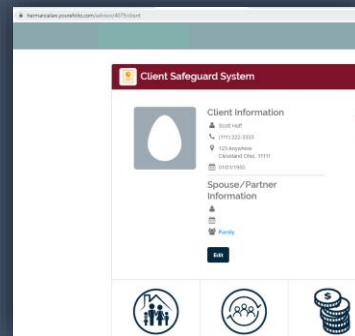 Client Safeguard System
Client Information
Scott Huff
(111) 222-3333
123 Anywhere
Cleveland Ohio, 11111
01/01/1950
Spouse/Partner
Information
Family
Edit
$